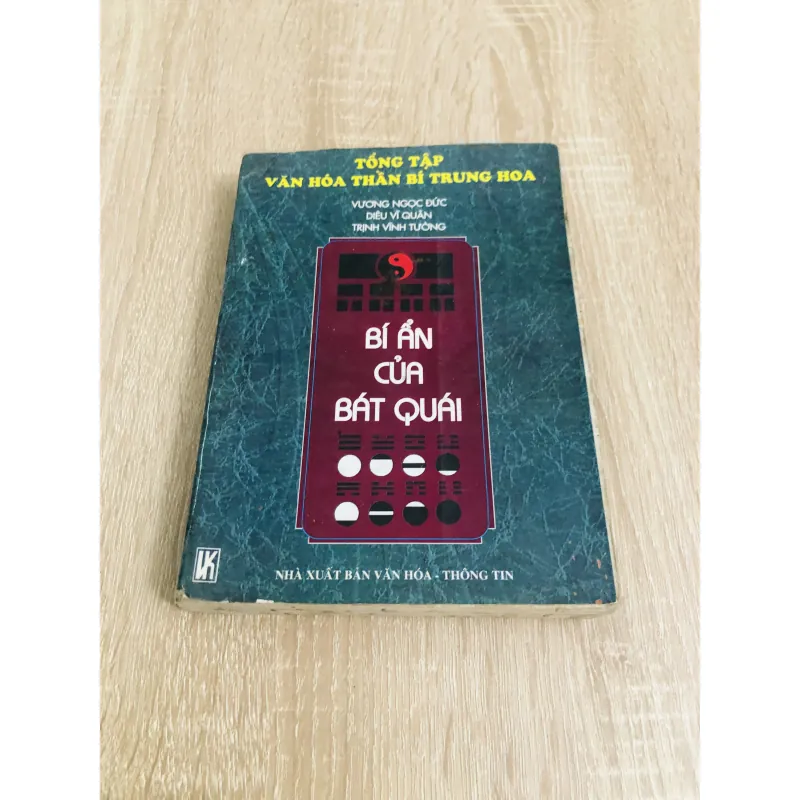 TỔNG TẬP
VĂN HÓA THẦN BÍ TRUNG HOA
VƯƠNG NGỌC ĐỨC
DIÊU VĨ QUÂN
TRỊNH VĨNH TƯỜNG
BÍ ẨN
CỦA
BÁT QUÁI
NHÀ XUẤT BẢN VĂN HÓA - THÔNG TIN